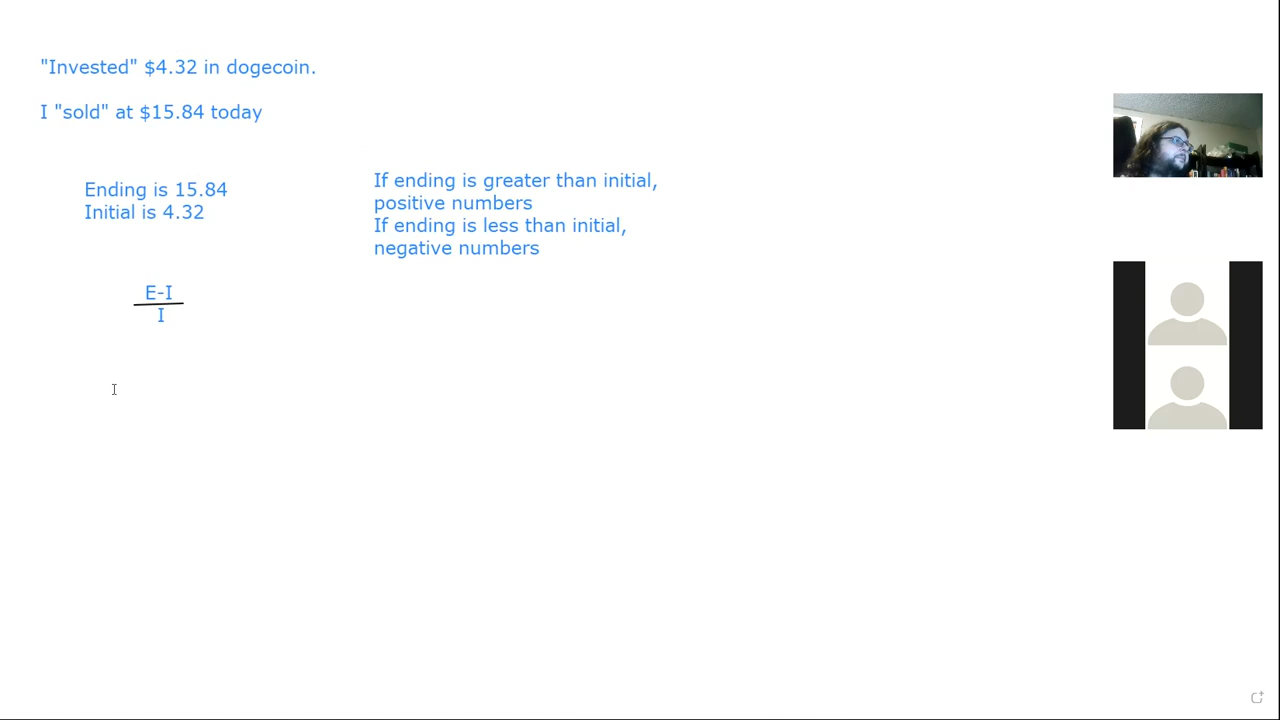 "Invested" $4.32 in dogecoin.
I "sold" at $15.84 today
Ending is 15.84
Initial is 4.32
If ending is greater than initial,
positive numbers
If ending is less than initial,
negative numbers
E-I
I